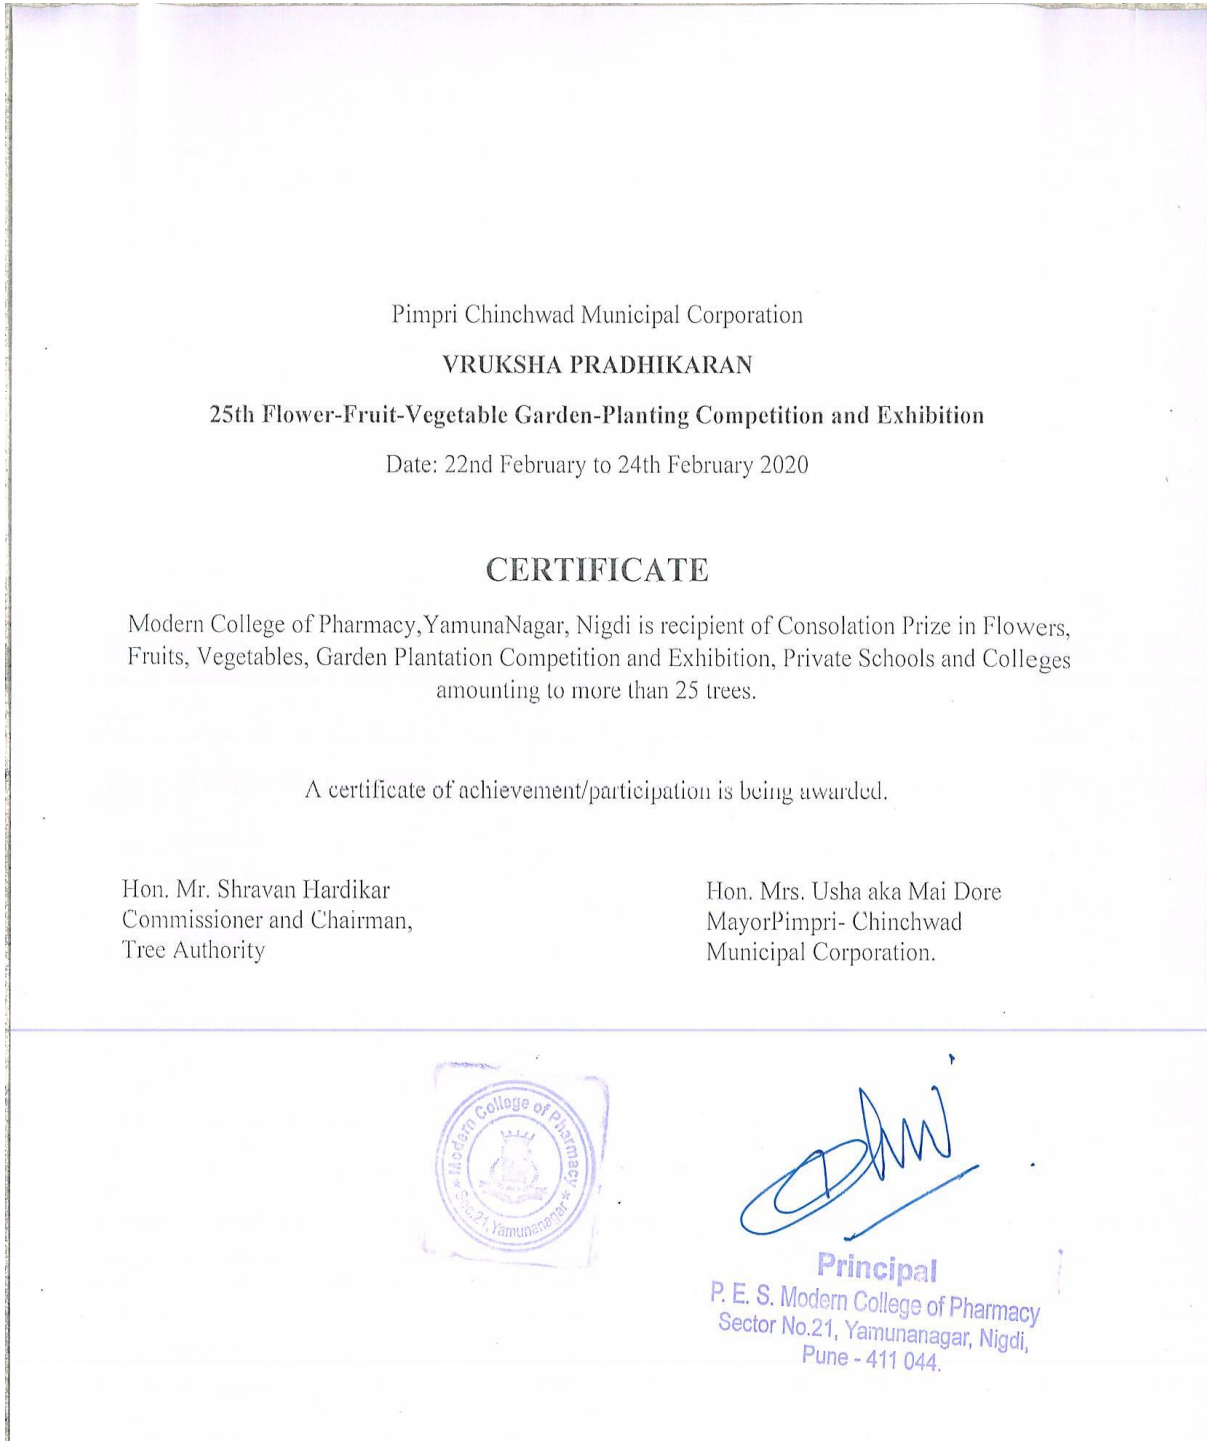 Pimpri Chinchwad Municipal Corporation
VRUKSHA PRADHIKARAN
25th Flower-Fruit-Vegetable Garden-Planting Competition and Exhibition
Date: 22nd February to 24th February 2020
CERTIFICATE
Modern College of Pharmacy,YamunaNagar, Nigdi is recipient of Consolation Prize in Flowers,
Fruits, Vegetables, Garden Plantation Competition and Exhibition, Private Schools and Colleges
amounting to more than 25 trees.
A certificate of achievement/participation is being awarded.
Hon. Mr. Shravan Hardikar
Commissioner and Chairman,
Tree Authority
Hon. Mrs. Usha aka Mai Dore
MayorPimpri- Chinchwad
Municipal Corporation.
Modern College of Pharmacy
Sec.21, Yamunanagar
Principal
P. E. S. Modern College of Pharmacy
Sector No.21, Yamunanagar, Nigdi,
Pune - 411 044.